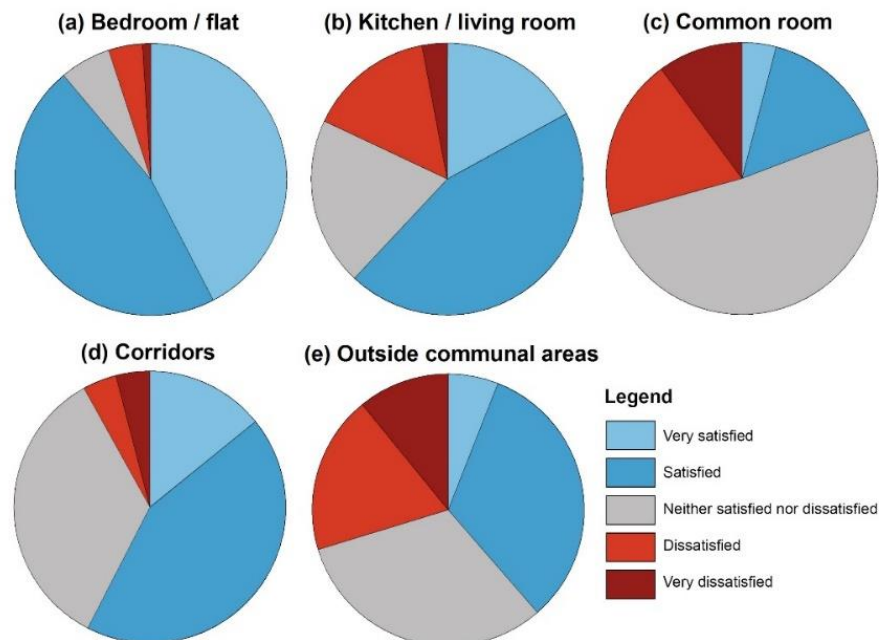 (a) Bedroom / flat
(b) Kitchen / living room
(c) Common room
(d) Corridors
(e) Outside communal areas
Legend
Very satisfied
Satisfied
Neither satisfied nor dissatisfied
Dissatisfied
Very dissatisfied